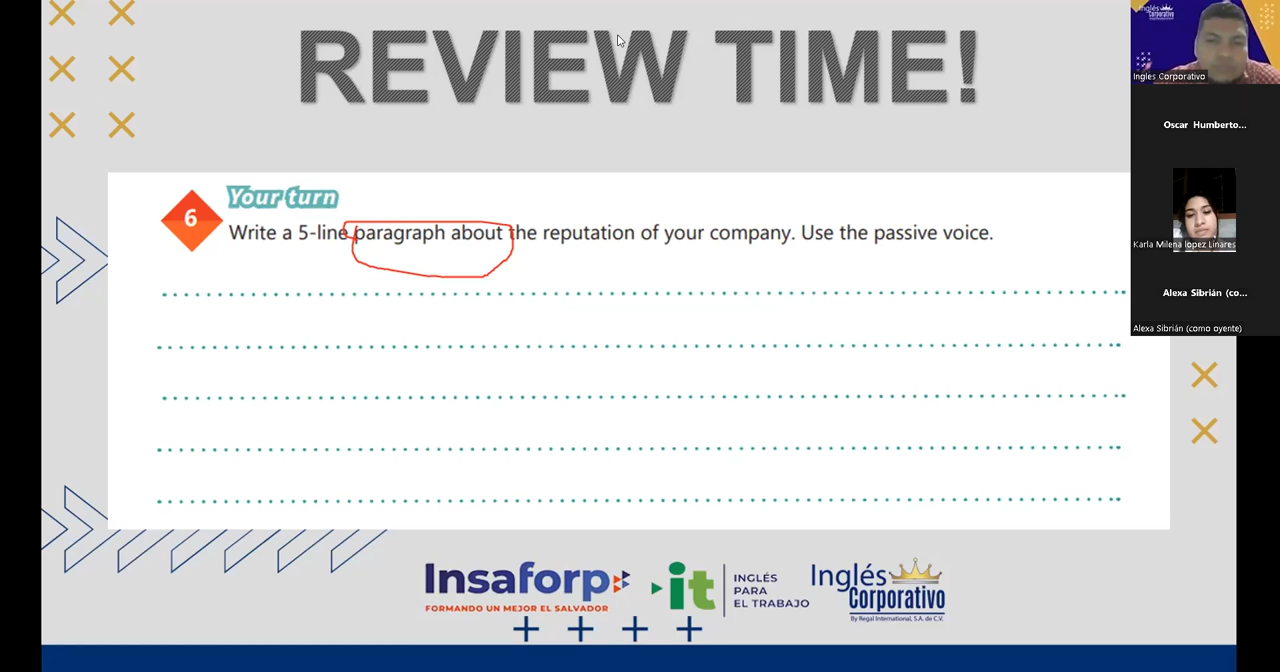 REVIEW TIME!
6
Your turn
Write a 5-line paragraph about the reputation of your company. Use the passive voice.
Insaforp
FORMANDO UN MEJOR EL SALVADOR
it
INGLÉS
PARA
EL TRABAJO
Inglés
Corporativo
By Regal International, S.A. de C.V.
Inglés
Corporativo
Ingles Corporativo
Oscar Humberto...
Karla Milena lopez Linares
Alexa Sibrián (co...
Alexa Sibrián (como oyente)